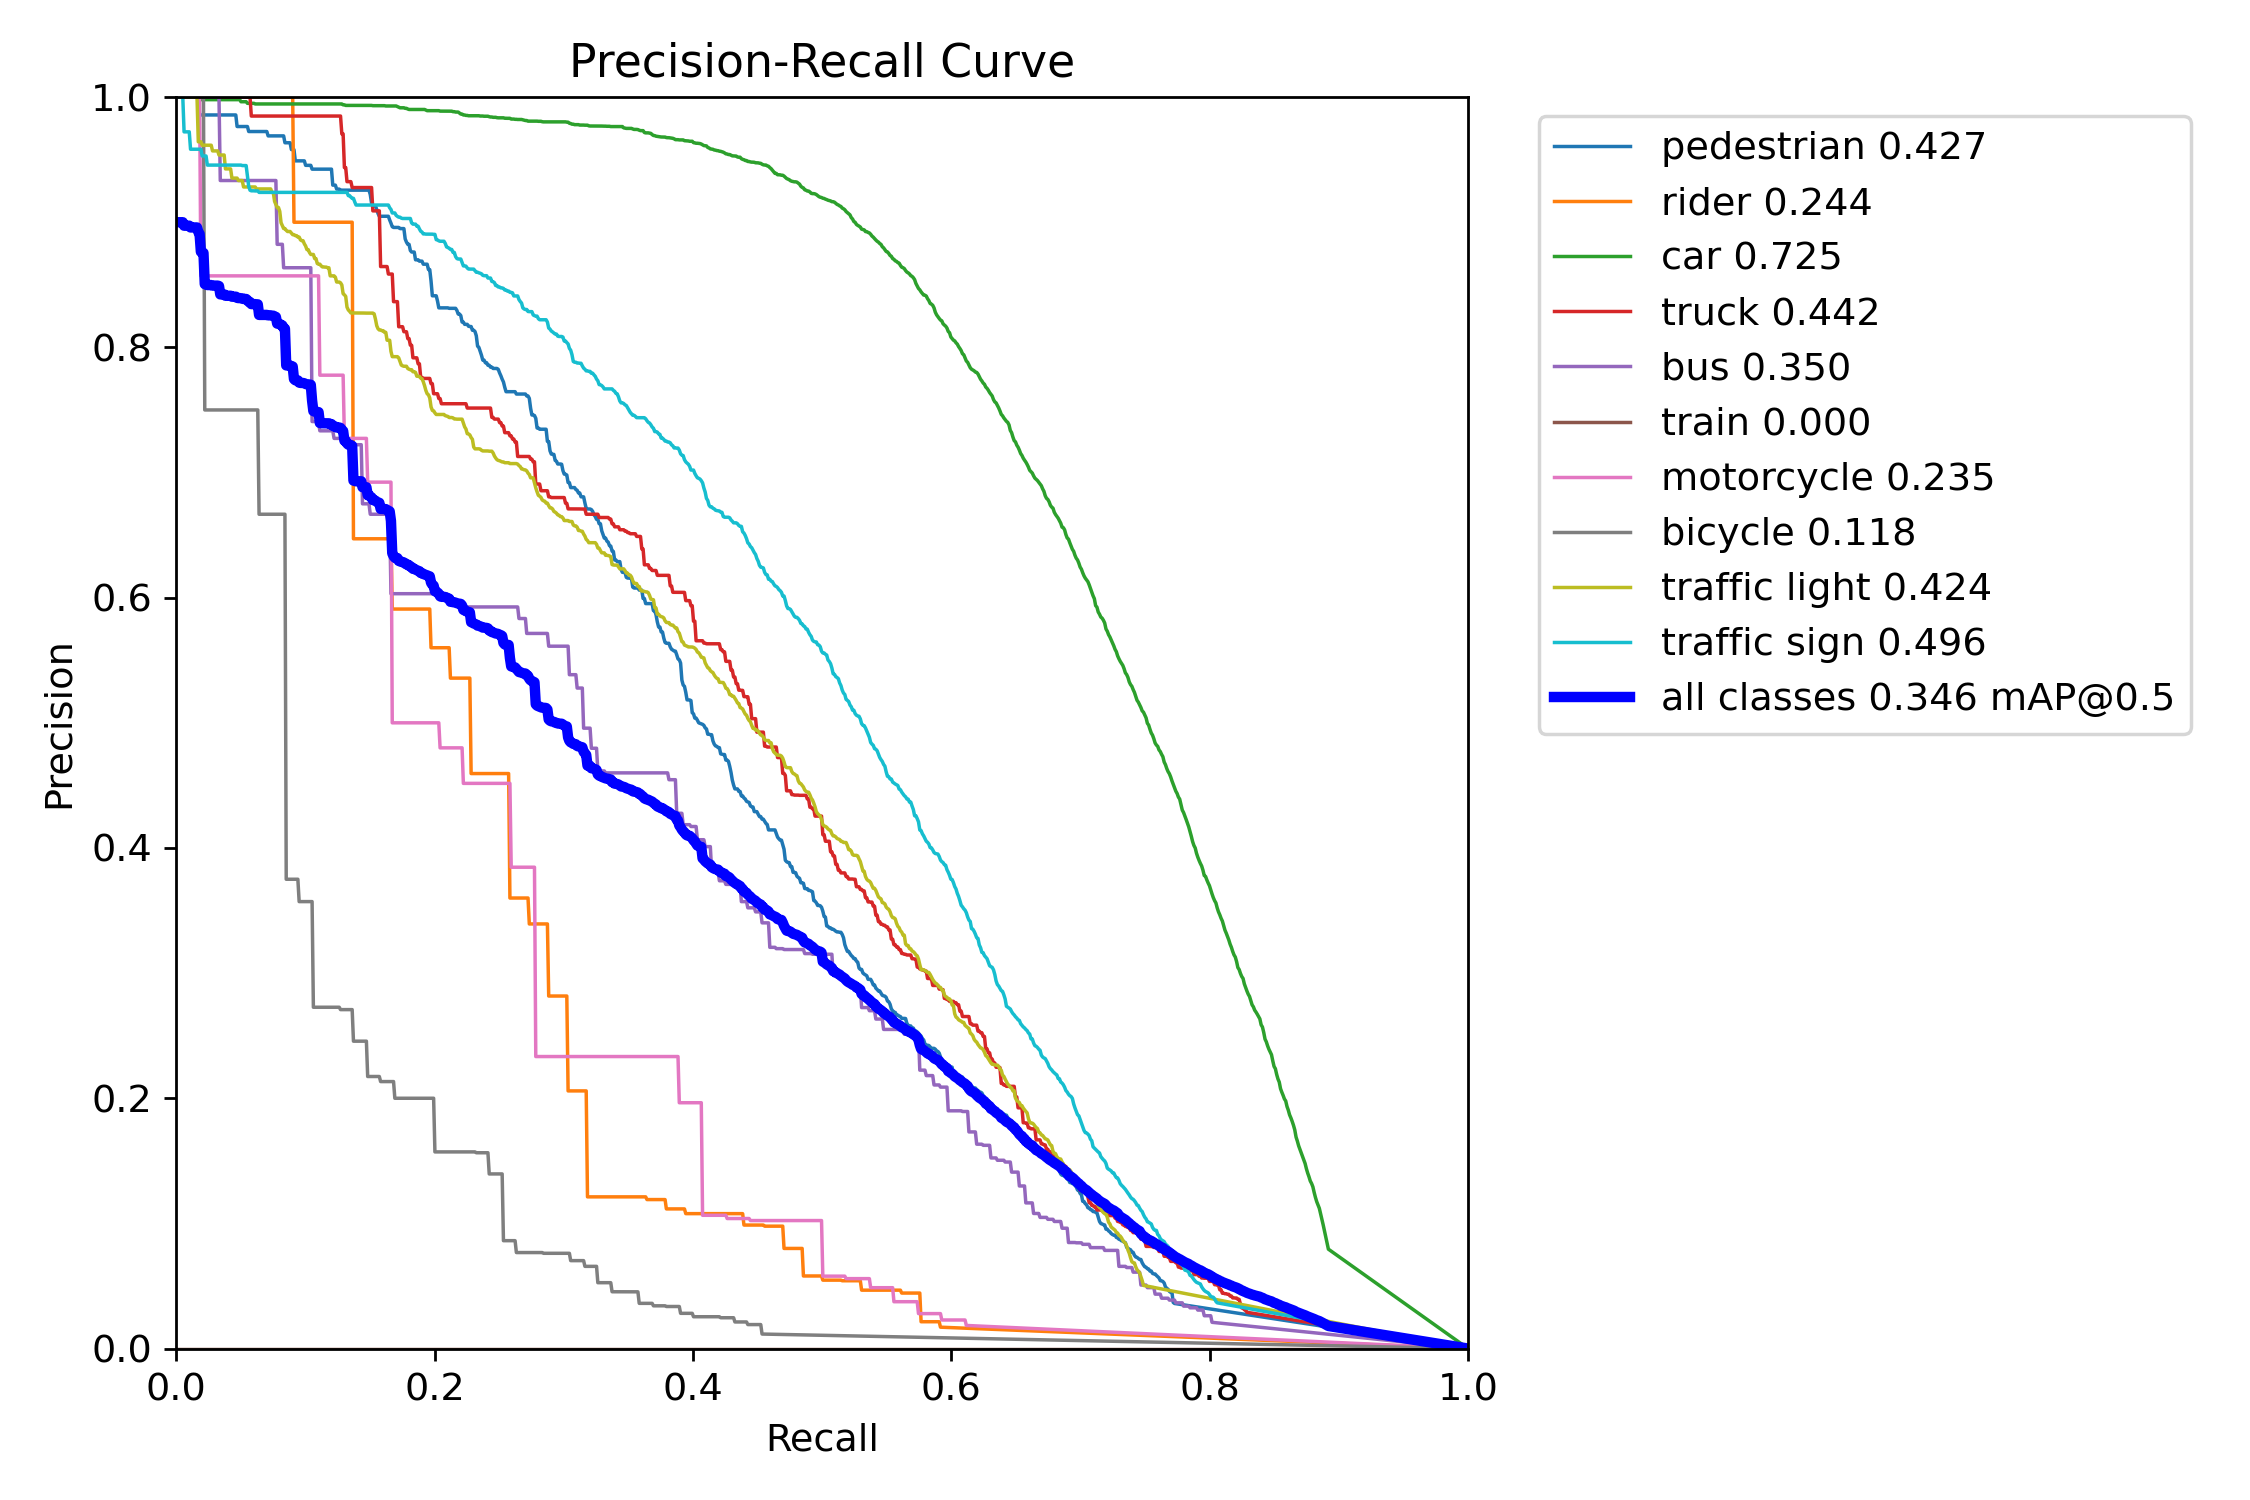 Precision-Recall Curve
1.0
0.8
0.6
0.4
0.2
0.0
Precision
0.0 0.2 0.4 0.6 0.8 1.0
Recall
pedestrian 0.427
rider 0.244
car 0.725
truck 0.442
bus 0.350
train 0.000
motorcycle 0.235
bicycle 0.118
traffic light 0.424
traffic sign 0.496
all classes 0.346 mAP@0.5